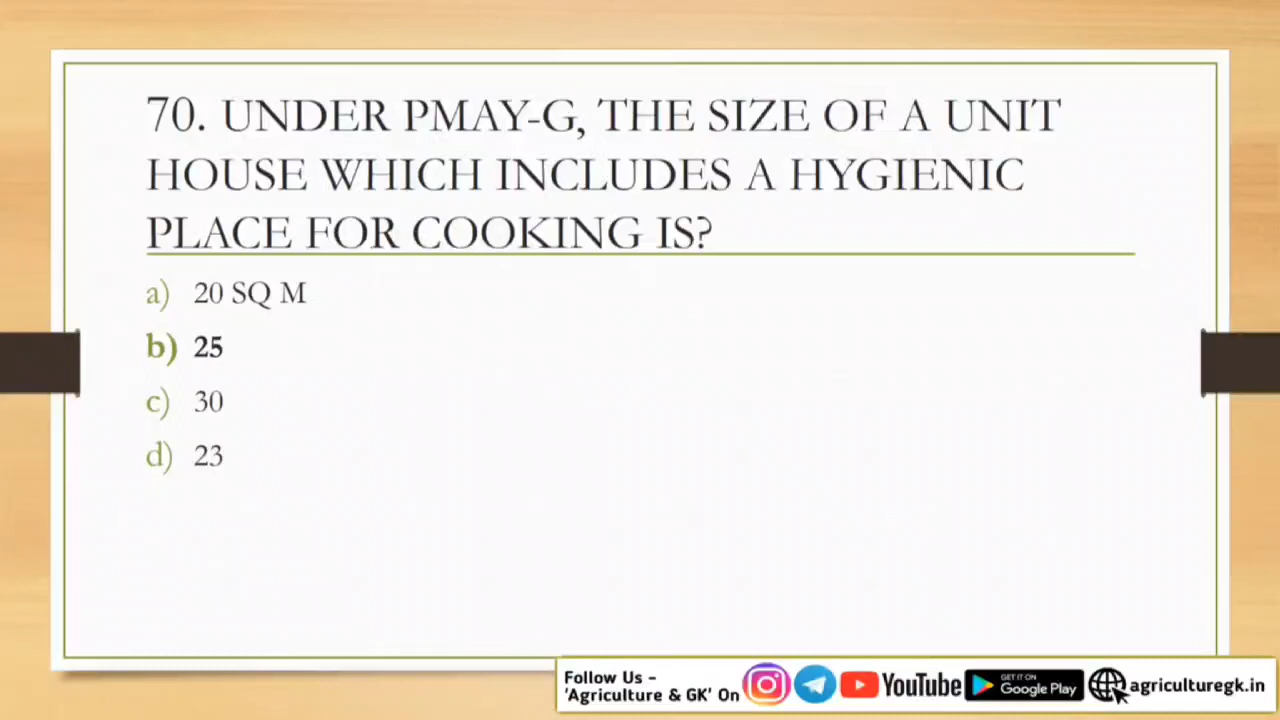 70. UNDER PMAY-G, THE SIZE OF A UNIT
HOUSE WHICH INCLUDES A HYGIENIC
PLACE FOR COOKING IS?
a) 20 SQ M
b) 25
c) 30
d) 23
Follow Us -
'Agriculture & GK' On
YouTube
GET IT ON
Google Play
agriculturegk.in